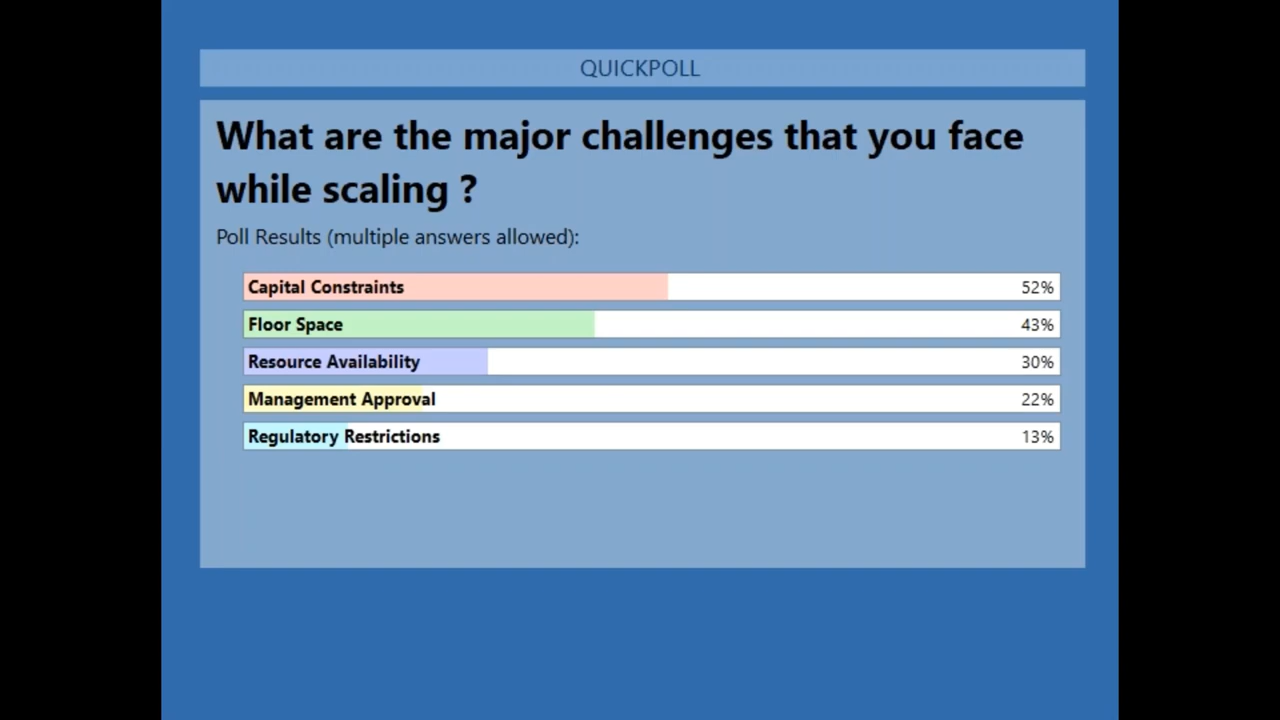 QUICKPOLL
What are the major challenges that you face
while scaling ?
Poll Results (multiple answers allowed):
Capital Constraints 52%
Floor Space 43%
Resource Availability 30%
Management Approval 22%
Regulatory Restrictions 13%